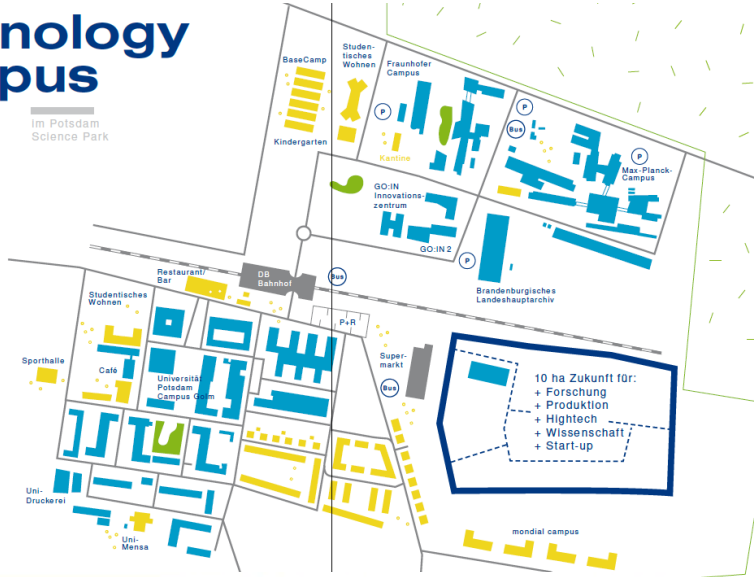 nology
pus
im Potsdam
Science Park
BaseCamp
Studen-
tisches
Wohnen
Fraunhofer
Campus
P
P
Bus
P
Kindergarten
Kantine
Max-Planck-
Campus
GO:IN
Innovations-
zentrum
GO:IN 2
P
Restaurant/
Bar
DB
Bahnhof
Bus
Brandenburgisches
Landeshauptarchiv
Studentisches
Wohnen
P+R
Sporthalle
Café
Universität
Potsdam
Campus Golm
Super-
markt
Bus
10 ha Zukunft für:
+ Forschung
+ Produktion
+ Hightech
+ Wissenschaft
+ Start-up
Uni-
Druckerei
Uni-
Mensa
mondial campus